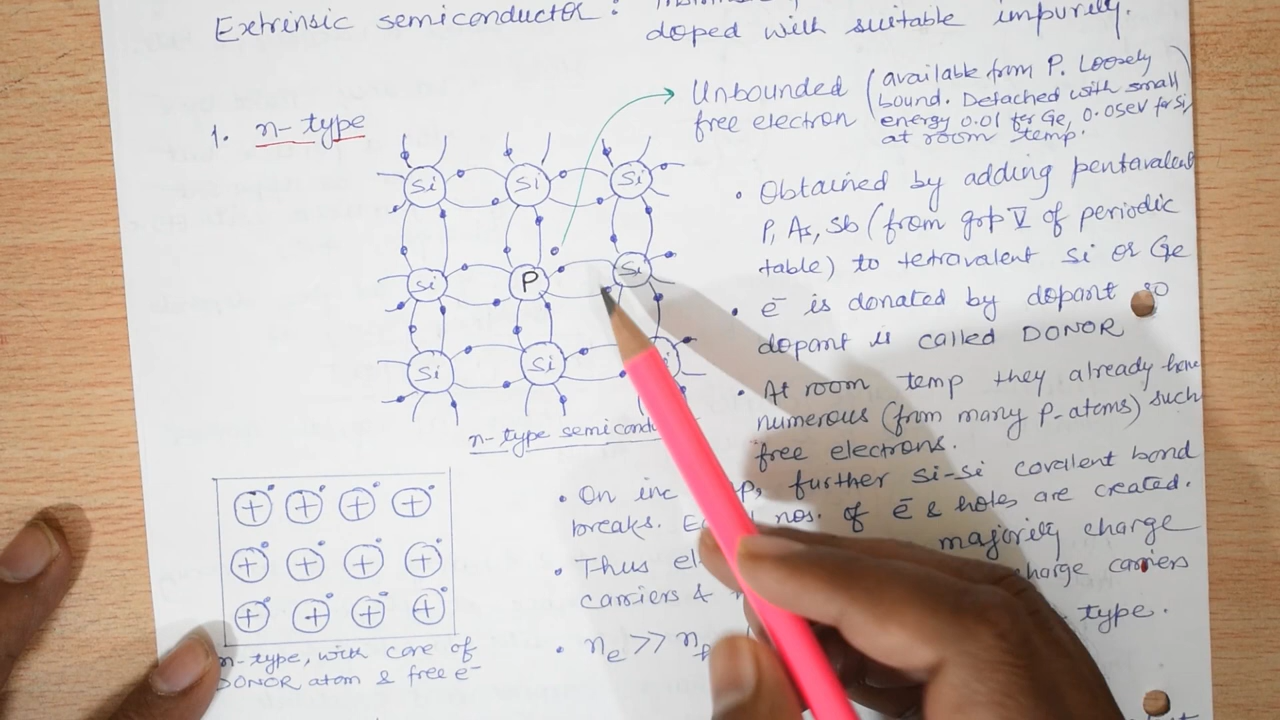 Extrinsic semiconductor:
doped with suitable impurity.
1. n-type
Unbounded
free electron
(available from P. Loosely
bound. Detached with small
energy 0.01 for Ge, 0.05eV for Si,
at room temp.
Si Si Si
Si P Si
Si Si
n-type semicondu
• Obtained by adding pentavalent
P, As, Sb (from grp V of periodic
table) to tetravalent Si or Ge
• e⁻ is donated by dopant so
dopant is called DONOR
• At room temp they already have
numerous (from many P-atoms) such
free electrons.
• On inc further Si-Si covalent bond
breaks. nos. of e⁻ & holes are created.
• Thus majority charge
carriers & charge carriers
type.
• ne >>
+ + + +
+ + + +
+ + + +
n-type, with core of
DONOR atom & free e⁻